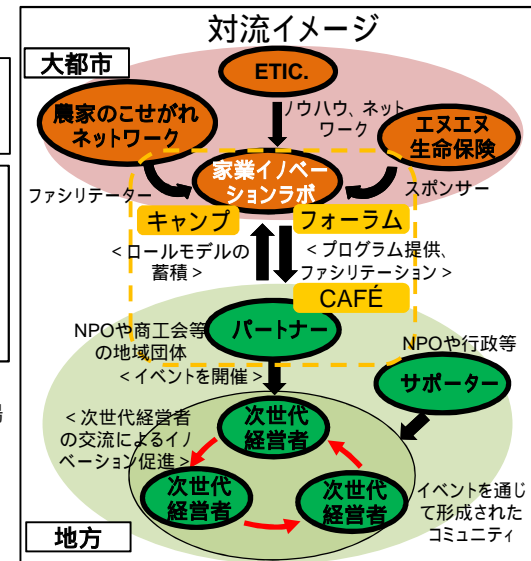 対流イメージ
大都市
ETIC.
農家のこせがれ
ネットワーク
ノウハウ、ネット
ワーク
エヌエヌ
生命保険
家業イノベー
ションラボ
ファシリテーター
スポンサー
キャンプ
フォーラム
＜ロールモデルの
蓄積＞
＜プログラム提供、
ファシリテーション＞
CAFÉ
NPOや商工会等
の地域団体
パートナー
NPOや行政等
サポーター
＜イベントを開催＞
＜次世代経営者
の交流によるイノ
ベーション促進＞
次世代
経営者
次世代
経営者
次世代
経営者
イベントを通じ
て形成された
コミュニティ
地方